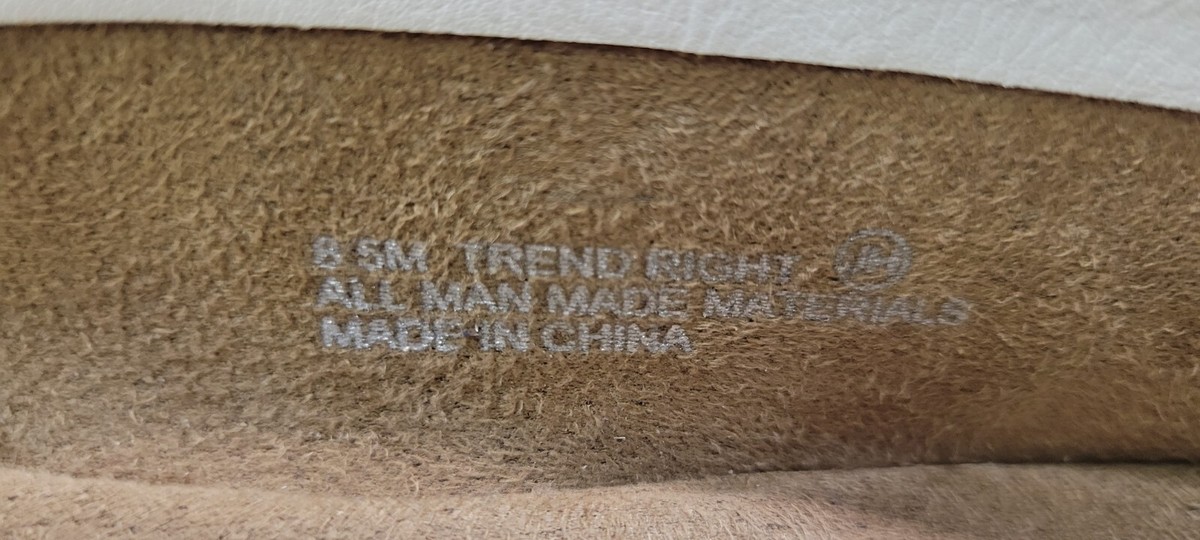 8 5M TREND RIGHT
ALL MAN MADE MATERIALS
MADE IN CHINA